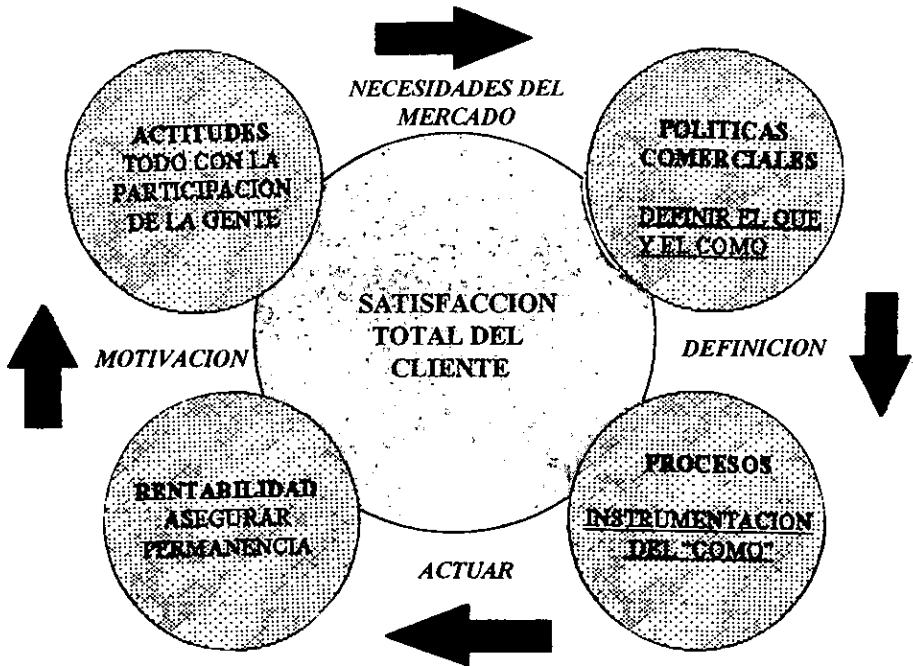 NECESIDADES DEL
MERCADO
ACTITUDES
TODO CON LA
PARTICIPACION
DE LA GENTE
POLITICAS
COMERCIALES
DEFINIR EL QUE
Y EL COMO
SATISFACCION
TOTAL DEL
CLIENTE
MOTIVACION
DEFINICION
RENTABILIDAD
ASEGURAR
PERMANENCIA
PROCESOS
INSTRUMENTACION
DEL "COMO"
ACTUAR